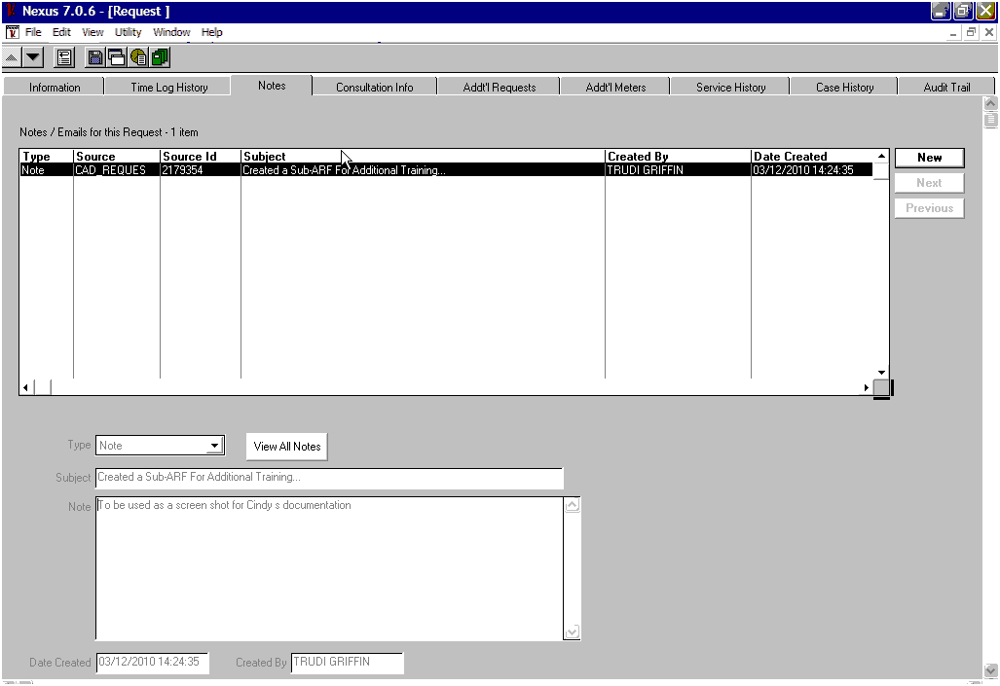 Nexus 7.0.6 - [Request ]
File Edit View Utility Window Help
Information Time Log History Notes Consultation Info Addt'l Requests Addt'l Meters Service History Case History Audit Trail
Notes / Emails for this Request - 1 item
Type Source Source Id Subject Created By Date Created
Note CAD_REQUES 2179354 Created a Sub-ARF For Additional Training... TRUDI GRIFFIN 03/12/2010 14:24:35
New
Next
Previous
Type Note View All Notes
Subject Created a Sub-ARF For Additional Training...
Note To be used as a screen shot for Cindy s documentation
Date Created 03/12/2010 14:24:35 Created By TRUDI GRIFFIN